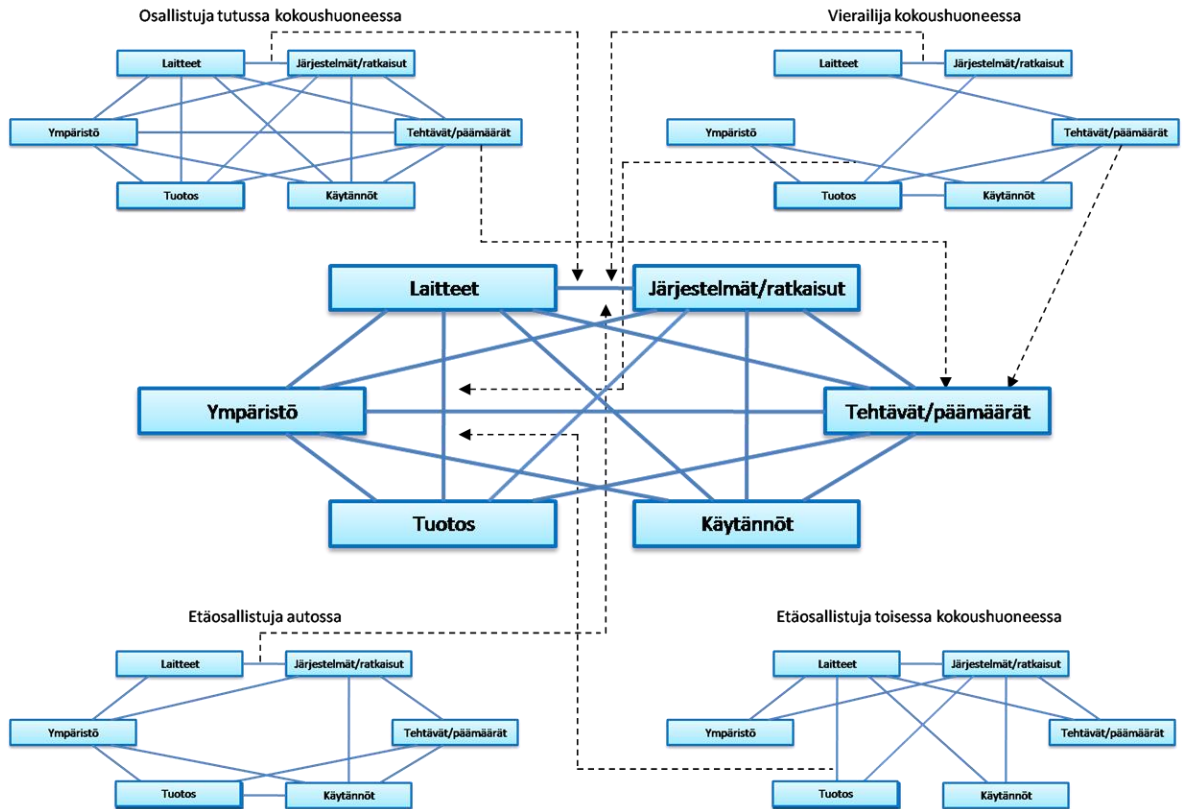 Osallistuja tutussa kokoushuoneessa
Laitteet
Järjestelmät/ratkaisut
Ympäristö
Tehtävät/päämäärät
Tuotos
Käytännöt
Vierailija kokoushuoneessa
Laitteet
Järjestelmät/ratkaisut
Ympäristö
Tehtävät/päämäärät
Tuotos
Käytännöt
Laitteet
Järjestelmät/ratkaisut
Ympäristö
Tehtävät/päämäärät
Tuotos
Käytännöt
Etäosallistuja autossa
Laitteet
Järjestelmät/ratkaisut
Ympäristö
Tehtävät/päämäärät
Tuotos
Käytännöt
Etäosallistuja toisessa kokoushuoneessa
Laitteet
Järjestelmät/ratkaisut
Ympäristö
Tehtävät/päämäärät
Tuotos
Käytännöt